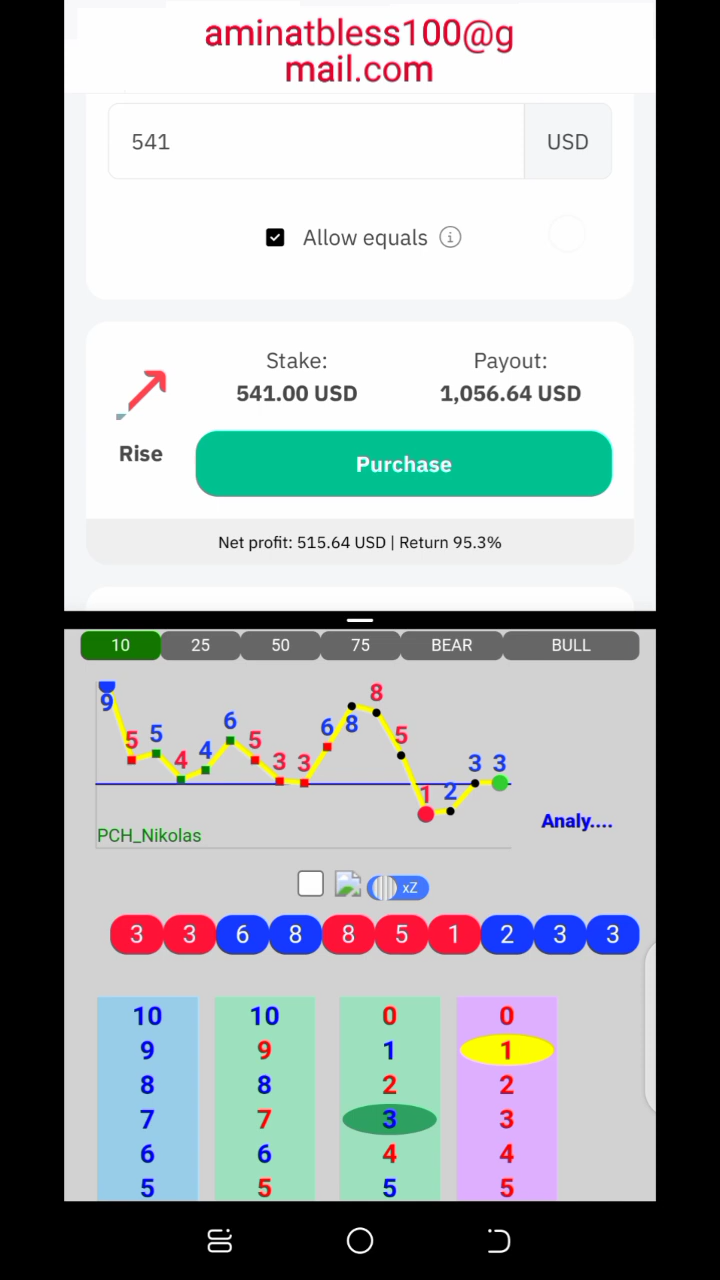 aminatbless100@g
mail.com
541 USD
Allow equals
Stake: Payout:
541.00 USD 1,056.64 USD
Rise
Purchase
Net profit: 515.64 USD | Return 95.3%
10 25 50 75 BEAR BULL
9 5 5 4 4 6 5 3 3 6 8 8 5 1 2 3 3
PCH_Nikolas
Analy....
xZ
3 3 6 8 8 5 1 2 3 3
10 10 0 0
9 9 1 1
8 8 2 2
7 7 3 3
6 6 4 4
5 5 5 5